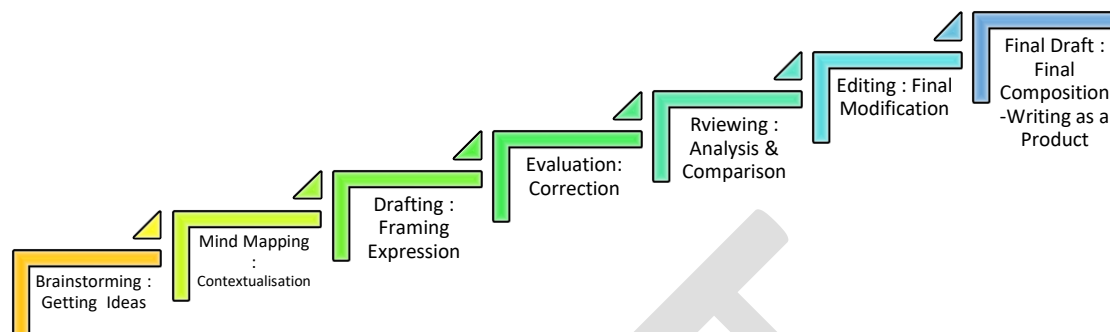 Brainstorming :
Getting Ideas
Mind Mapping
:
Contextualisation
Drafting :
Framing
Expression
Evaluation:
Correction
Rviewing :
Analysis &
Comparison
Editing : Final
Modification
Final Draft :
Final
Composition
-Writing as a
Product